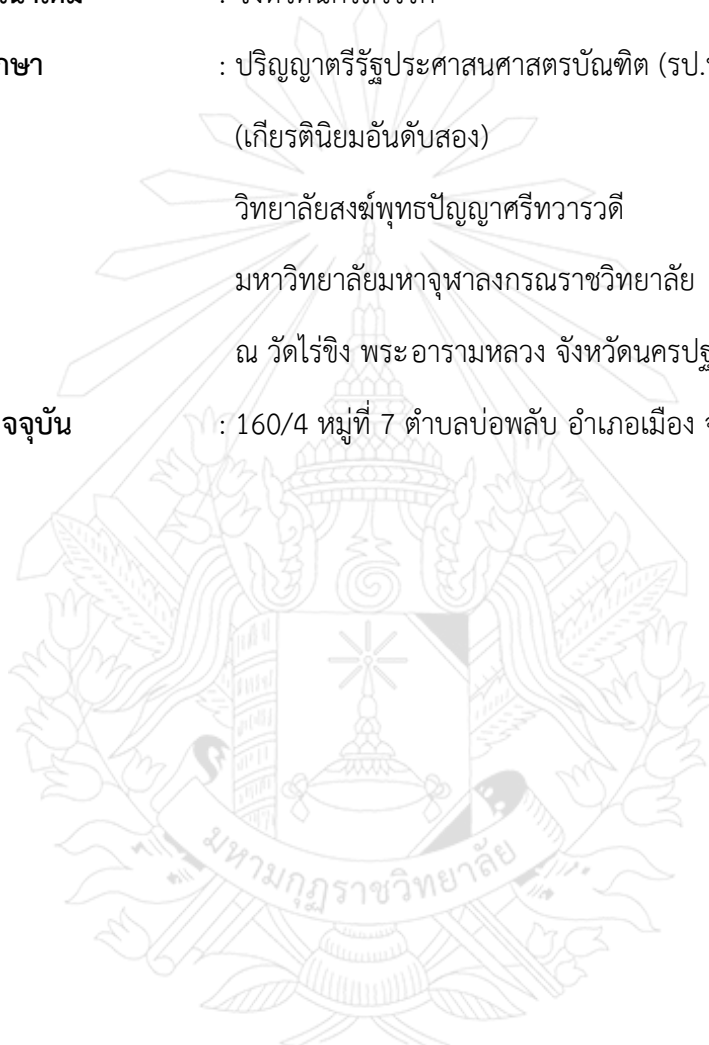 กษา : ปริญญาตรีรัฐประศาสนศาสตรบัณฑิต (รป.
(เกียรตินิยมอันดับสอง)
วิทยาลัยสงฆ์พุทธปัญญาศรีทวารวดี
มหาวิทยาลัยมหาจุฬาลงกรณราชวิทยาลัย
ณ วัดไร่ขิง พระอารามหลวง จังหวัดนครปฐ
จจุบัน : 160/4 หมู่ที่ 7 ตำบลบ่อพลับ อำเภอเมือง จ
มหามกุฏราชวิทยาลัย